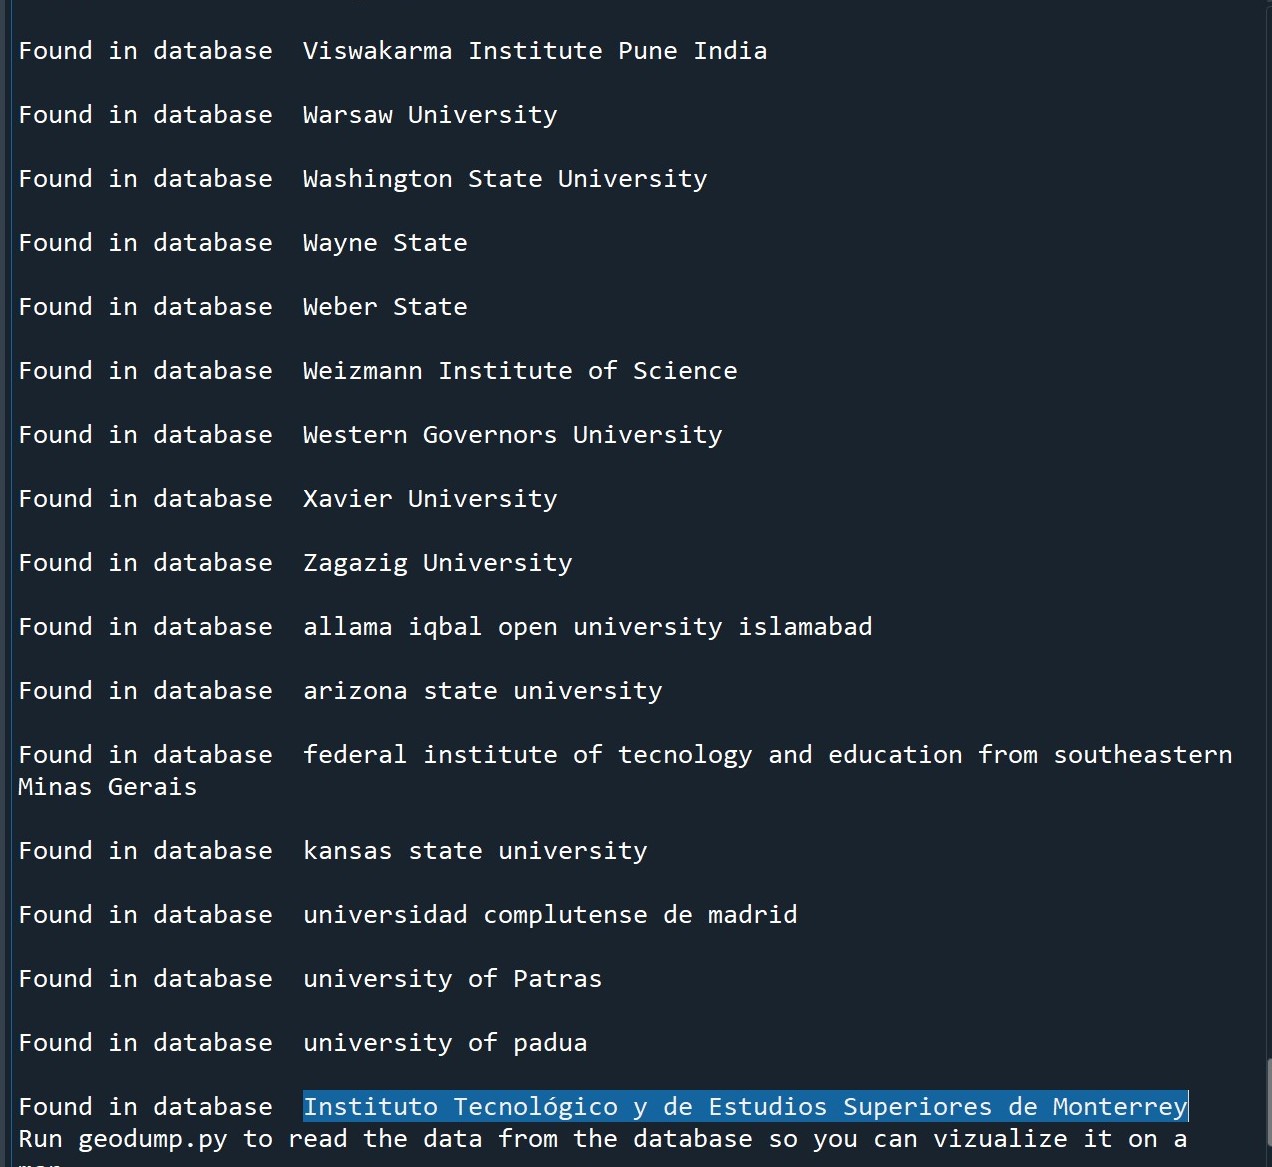 Found in database  Viswakarma Institute Pune India
Found in database  Warsaw University
Found in database  Washington State University
Found in database  Wayne State
Found in database  Weber State
Found in database  Weizmann Institute of Science
Found in database  Western Governors University
Found in database  Xavier University
Found in database  Zagazig University
Found in database  allama iqbal open university islamabad
Found in database  arizona state university
Found in database  federal institute of tecnology and education from southeastern
Minas Gerais
Found in database  kansas state university
Found in database  universidad complutense de madrid
Found in database  university of Patras
Found in database  university of padua
Found in database  Instituto Tecnológico y de Estudios Superiores de Monterrey
Run geodump.py to read the data from the database so you can vizualize it on a